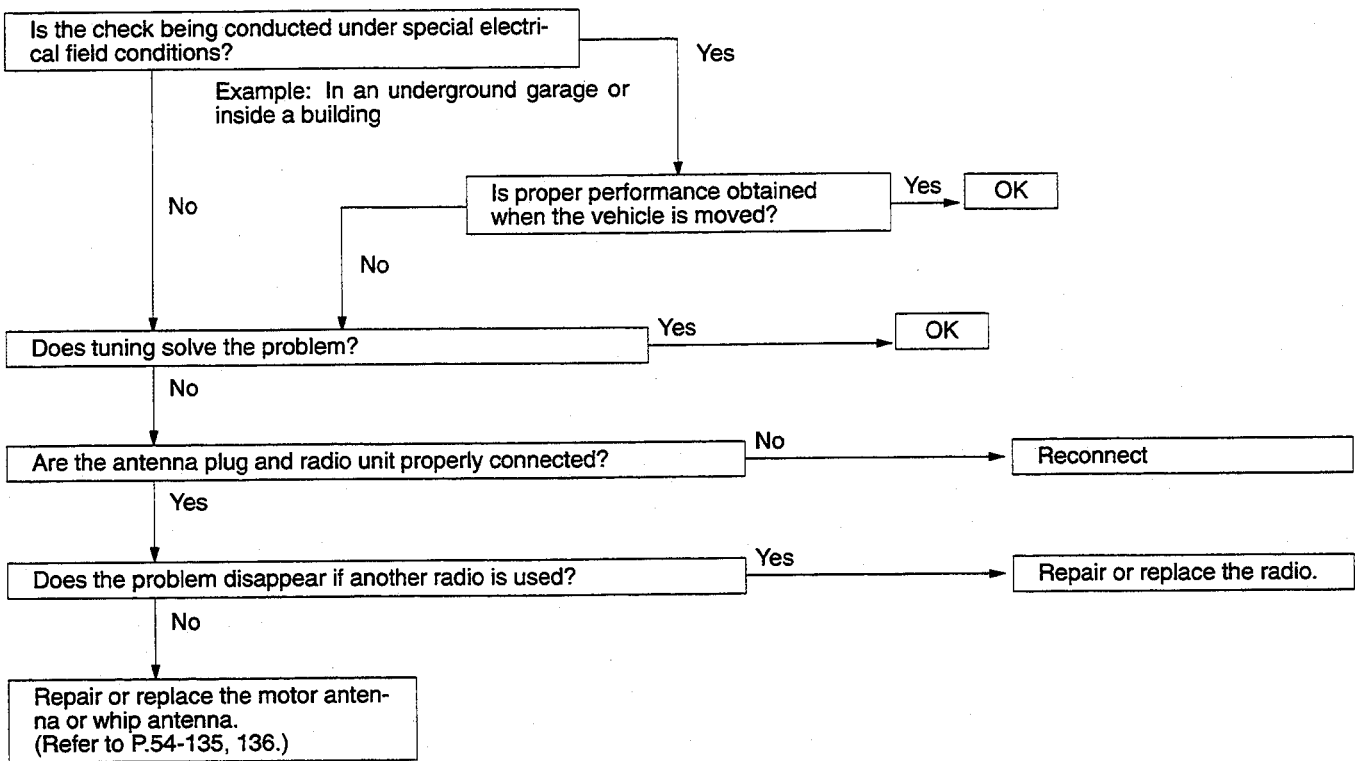 Is the check being conducted under special electri-
cal field conditions?
Yes
Example: In an underground garage or
inside a building
No
Is proper performance obtained
when the vehicle is moved?
Yes
OK
No
Does tuning solve the problem?
Yes
OK
No
Are the antenna plug and radio unit properly connected?
No
Reconnect
Yes
Does the problem disappear if another radio is used?
Yes
Repair or replace the radio.
No
Repair or replace the motor anten-
na or whip antenna.
(Refer to P.54-135, 136.)